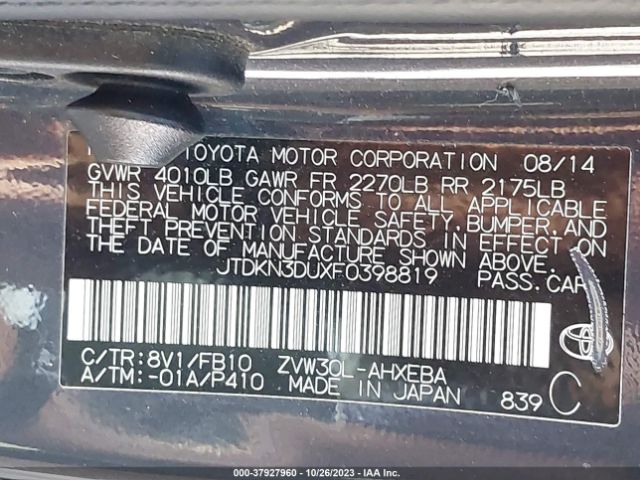 TOYOTA MOTOR CORPORATION 08/14
GVWR 4010LB GAWR FR 2270LB RR 2175LB
THIS VEHICLE CONFORMS TO ALL APPLICABLE
FEDERAL MOTOR VEHICLE SAFETY, BUMPER, AND
THEFT PREVENTION STANDARDS IN EFFECT ON
THE DATE OF MANUFACTURE SHOWN ABOVE.
JTDKN3DUXF0398819 PASS.CAR
C/TR:8V1/FB10 ZVW30L-AHXEBA
A/TM:-01A/P410 MADE IN JAPAN 839 C
000-37927960 | 10/26/2023 | IAA Inc.